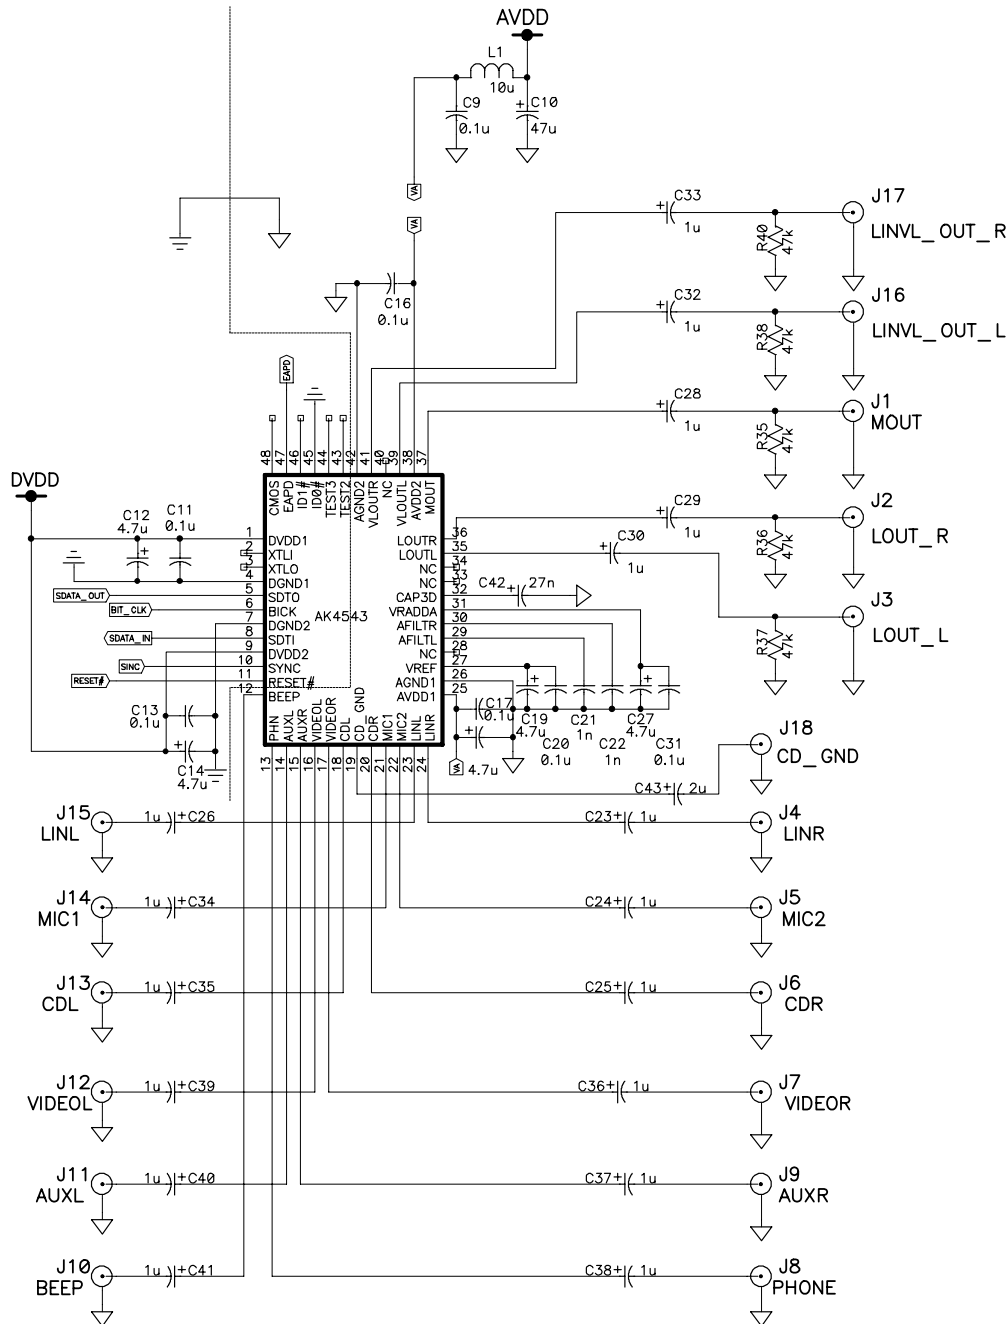 AVDD
L1
10u
C9
0.1u
C10
47u
VA
VA
C33
1u
J17
LINVL_OUT_R
R40
47k
C16
0.1u
C32
1u
J16
LINVL_OUT_L
R38
47k
EAPD
C28
1u
J1
MOUT
R35
47k
48 47 46 45 44 43 42 41 40 39 38 37
CMOS EAPD ID1# ID0# TEST3 TEST2 AGND2 VLOUTR NC VLOUTL AVDD2 MOUT
DVDD
C12
4.7u
C11
0.1u
C29
1u
J2
LOUT_R
R36
47k
C30
1u
J3
LOUT_L
R37
47k
1 DVDD1
2 XTLI
3 XTLO
4 DGND1
SDATA_OUT 5 SDTO
BIT_CLK 6 BICK
7 DGND2
SDATA_IN 8 SDTI
9 DVDD2
SINC 10 SYNC
RESET# 11 RESET#
12 BEEP
AK4543
LOUTR 36
LOUTL 35
NC 34
NC 33
CAP3D 32
VRADDA 31
AFILTR 30
AFILTL 29
NC 28
VREF 27
AGND1 26
AVDD1 25
C42 27n
C13
0.1u
C14
4.7u
PHN AUXL AUXR VIDEOL VIDEOR CDL CD_GND CDR MIC1 MIC2 LINL LINR
13 14 15 16 17 18 19 20 21 22 23 24
C17
0.1u
VA
4.7u
C19
4.7u
C20
0.1u
C21
1n
C22
1n
C27
4.7u
C31
0.1u
J18
CD_GND
C43 2u
J15
LINL
1u C26
C23 1u
J4
LINR
J14
MIC1
1u C34
C24 1u
J5
MIC2
J13
CDL
1u C35
C25 1u
J6
CDR
J12
VIDEOL
1u C39
C36 1u
J7
VIDEOR
J11
AUXL
1u C40
C37 1u
J9
AUXR
J10
BEEP
1u C41
C38 1u
J8
PHONE